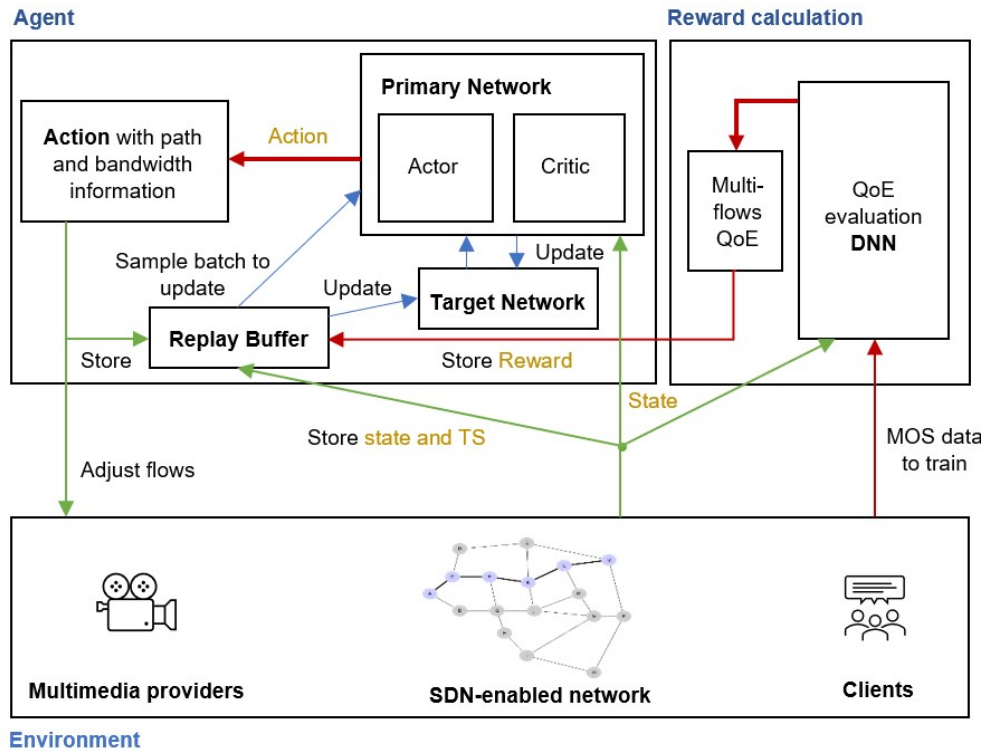 Agent
Reward calculation
Primary Network
Action with path
and bandwidth
information
Action
Actor
Critic
Multi-
flows
QoE
QoE
evaluation
DNN
Sample batch to
update
Update
Update
Target Network
Replay Buffer
Store
Store Reward
State
Store state and TS
MOS data
to train
Adjust flows
Multimedia providers
SDN-enabled network
Clients
Environment